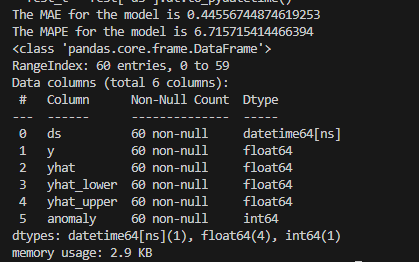 The MAE for the model is 0.44556744874619253
The MAPE for the model is 6.715715414466394
<class 'pandas.core.frame.DataFrame'>
RangeIndex: 60 entries, 0 to 59
Data columns (total 6 columns):
 #   Column      Non-Null Count  Dtype
---  ------      --------------  -----
 0   ds          60 non-null     datetime64[ns]
 1   y           60 non-null     float64
 2   yhat        60 non-null     float64
 3   yhat_lower  60 non-null     float64
 4   yhat_upper  60 non-null     float64
 5   anomaly     60 non-null     int64
dtypes: datetime64[ns](1), float64(4), int64(1)
memory usage: 2.9 KB